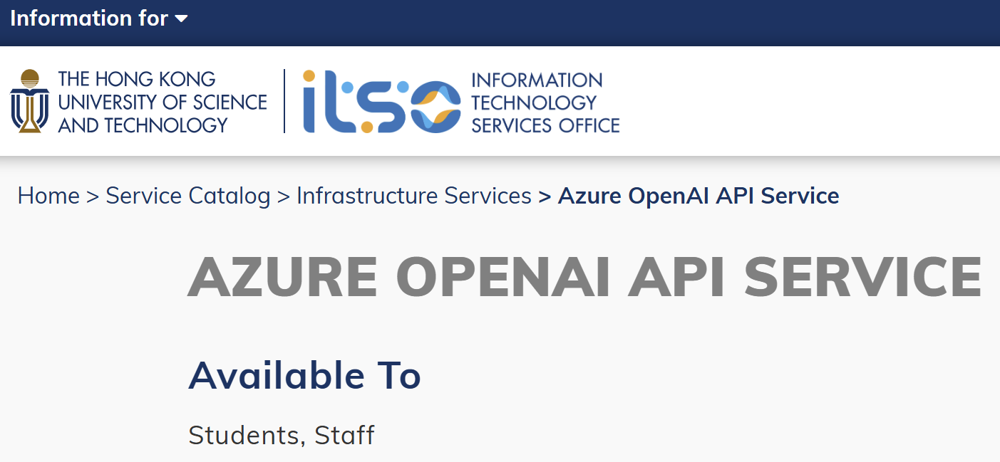 Information for
THE HONG KONG
UNIVERSITY OF SCIENCE
AND TECHNOLOGY
itso
INFORMATION
TECHNOLOGY
SERVICES OFFICE
Home > Service Catalog > Infrastructure Services > Azure OpenAI API Service
AZURE OPENAI API SERVICE
Available To
Students, Staff